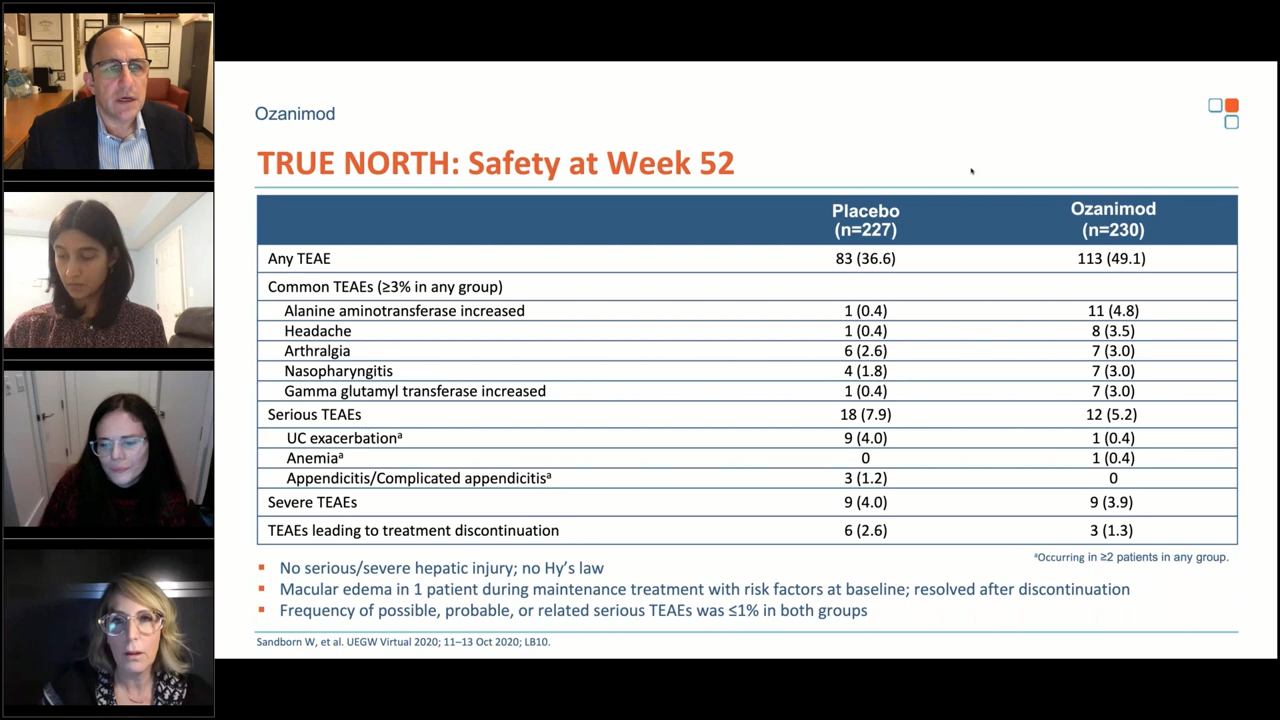 Ozanimod
TRUE NORTH: Safety at Week 52
Placebo (n=227) Ozanimod (n=230)
Any TEAE 83 (36.6) 113 (49.1)
Common TEAEs (≥3% in any group)
Alanine aminotransferase increased 1 (0.4) 11 (4.8)
Headache 1 (0.4) 8 (3.5)
Arthralgia 6 (2.6) 7 (3.0)
Nasopharyngitis 4 (1.8) 7 (3.0)
Gamma glutamyl transferase increased 1 (0.4) 7 (3.0)
Serious TEAEs 18 (7.9) 12 (5.2)
UC exacerbationᵃ 9 (4.0) 1 (0.4)
Anemiaᵃ 0 1 (0.4)
Appendicitis/Complicated appendicitisᵃ 3 (1.2) 0
Severe TEAEs 9 (4.0) 9 (3.9)
TEAEs leading to treatment discontinuation 6 (2.6) 3 (1.3)
ᵃOccurring in ≥2 patients in any group.
▪ No serious/severe hepatic injury; no Hy’s law
▪ Macular edema in 1 patient during maintenance treatment with risk factors at baseline; resolved after discontinuation
▪ Frequency of possible, probable, or related serious TEAEs was ≤1% in both groups
Sandborn W, et al. UEGW Virtual 2020; 11–13 Oct 2020; LB10.